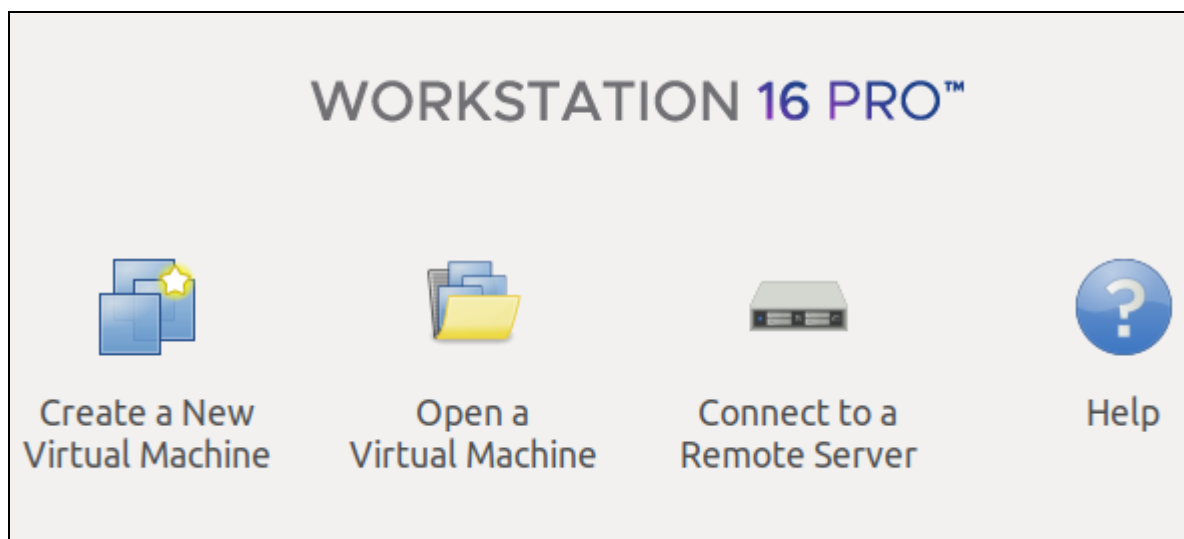 WORKSTATION 16 PRO™
Create a New
Virtual Machine
Open a
Virtual Machine
Connect to a
Remote Server
Help